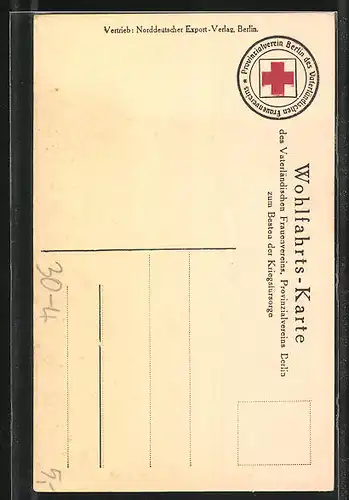 Vertrieb: Norddeutscher Export-Verlag, Berlin.
Provinzialverein Berlin des Vaterländischen Frauenvereins *
Wohlfahrts-Karte
des Vaterländischen Frauenvereins, Provinzialvereins Berlin
zum Besten der Kriegsfürsorge
30-4
5,-